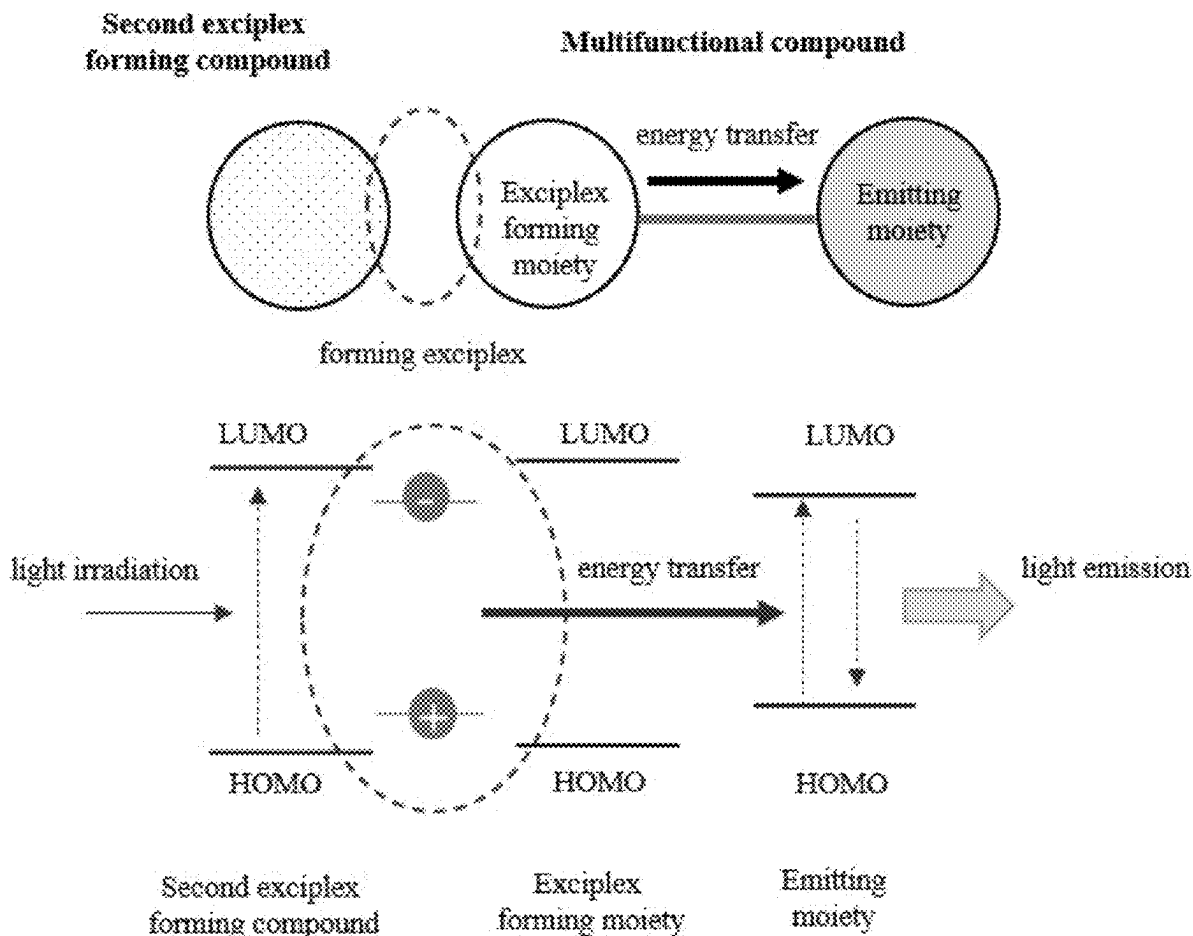 Second exciplex
forming compound
Multifunctional compound
energy transfer
Exciplex
forming
moiety
Emitting
moiety
forming exciplex
LUMO
LUMO
LUMO
-
light irradiation
energy transfer
light emission
+
HOMO
HOMO
HOMO
Second exciplex
forming compound
Exciplex
forming moiety
Emitting
moiety